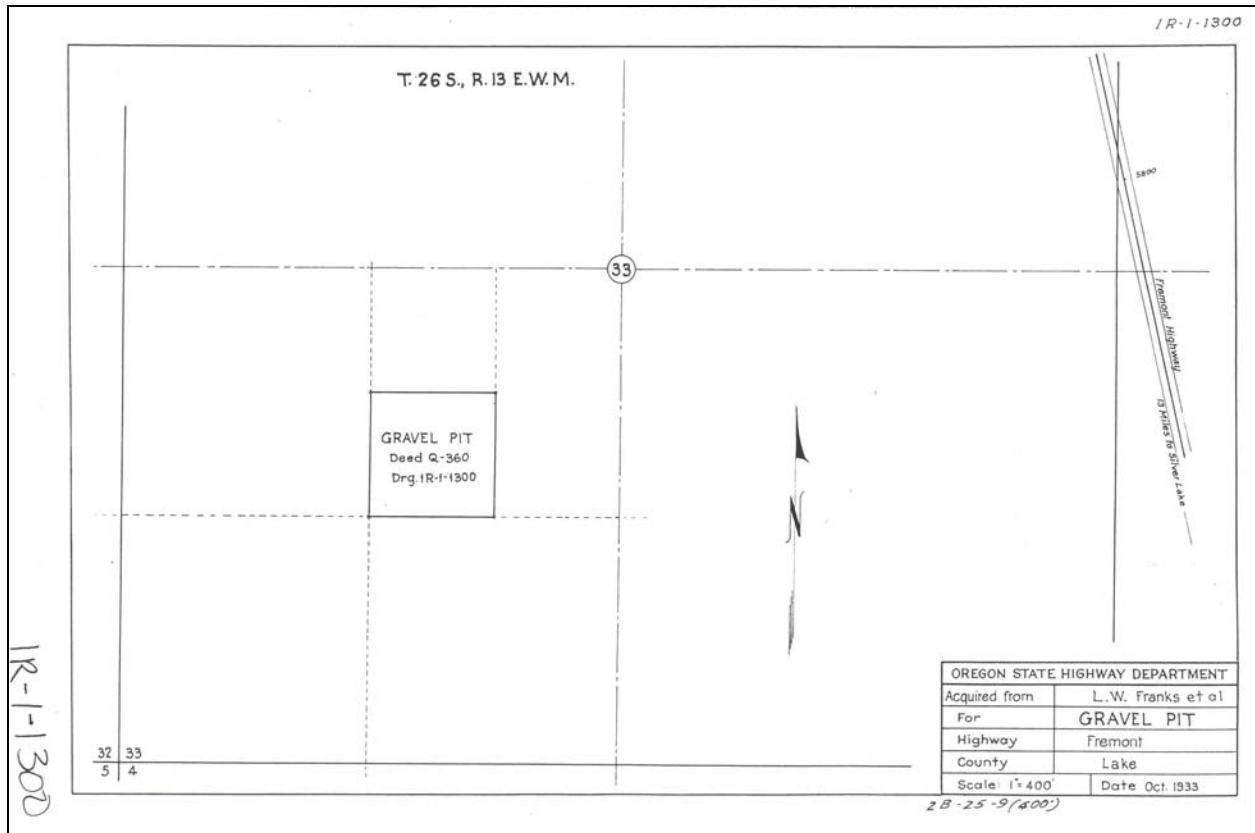 1R-1-1300
T. 26 S., R. 13 E.W.M.
5800
33
Fremont Highway
13 Miles to Silver Lake
GRAVEL PIT
Deed Q-360
Drg. 1R-1-1300
N
32 33
5 4
1R-1-1300
OREGON STATE HIGHWAY DEPARTMENT
Acquired from L.W. Franks et al
For GRAVEL PIT
Highway Fremont
County Lake
Scale: 1"=400' Date Oct. 1933
2B-25-9(400')